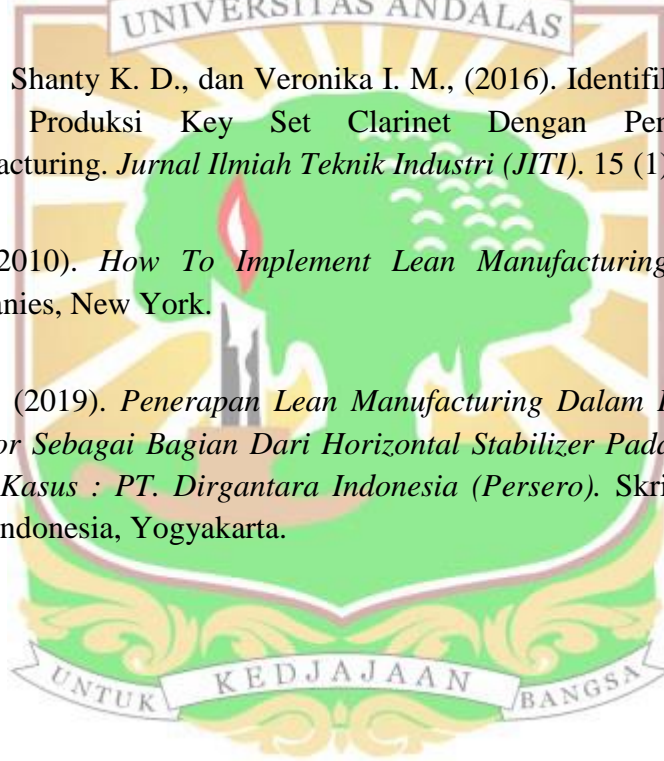 UNIVERSITAS ANDALAS
Shanty K. D., dan Veronika I. M., (2016). Identifi
Produksi Key Set Clarinet Dengan Pen
acturing. Jurnal Ilmiah Teknik Industri (JITI). 15 (1)
2010). How To Implement Lean Manufacturing
anies, New York.
(2019). Penerapan Lean Manufacturing Dalam
or Sebagai Bagian Dari Horizontal Stabilizer Pada
Kasus : PT. Dirgantara Indonesia (Persero). Skri
Indonesia, Yogyakarta.
UNTUK KEDJAJAAN BANGSA